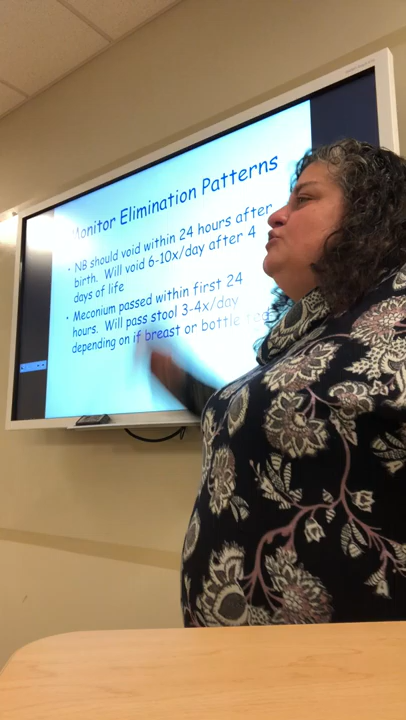 Monitor Elimination Patterns
• NB should void within 24 hours after
birth. Will void 6-10x/day after 4
days of life
• Meconium passed within first 24
hours. Will pass stool 3-4x/day
depending on if breast or bottle fed